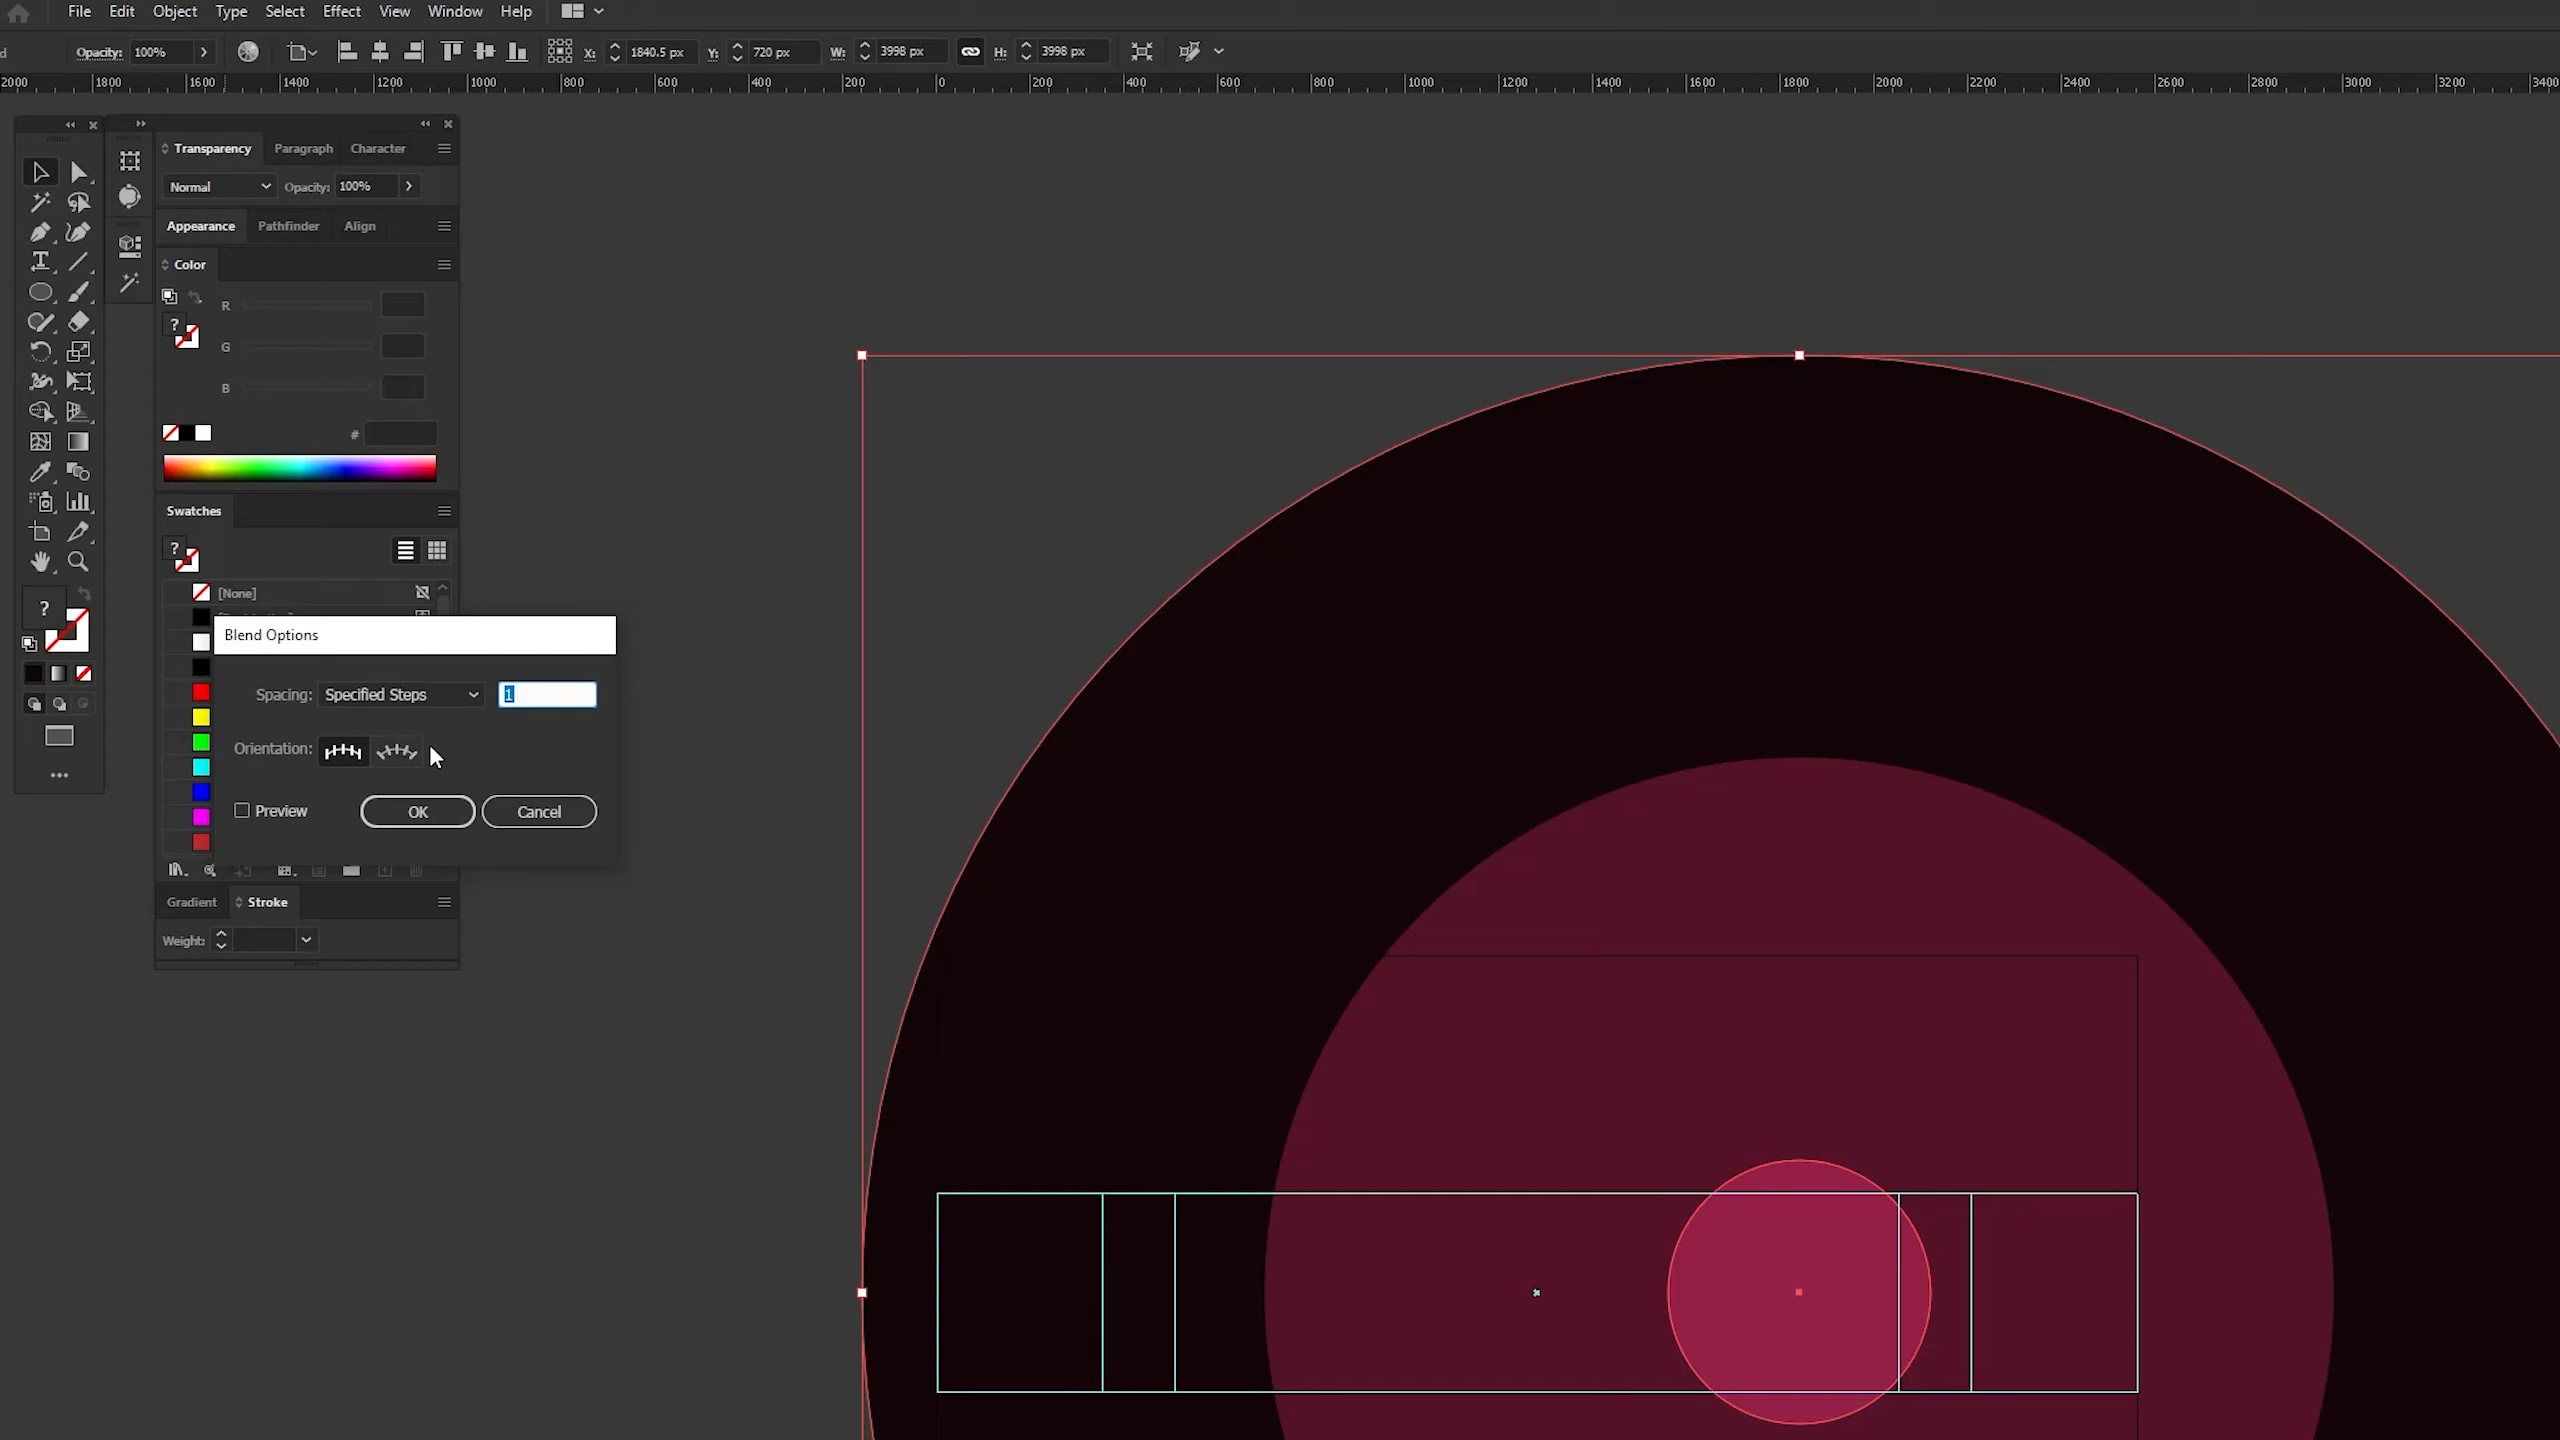 File Edit Object Type Select Effect View Window Help
d Opacity: 100% X: 1840.5 px Y: 720 px W: 3998 px H: 3998 px
2000 1800 1600 1400 1200 1000 800 600 400 200 0 200 400 600 800 1000 1200 1400 1600 1800 2000 2200 2400 2600 2800 3000 3200 3400
Transparency Paragraph Character
Normal Opacity: 100%
Appearance Pathfinder Align
Color
R
? 
G
B
#
Swatches
?
[None]
?
Blend Options
Spacing: Specified Steps 1
Orientation:
Preview OK Cancel
Gradient Stroke
Weight: